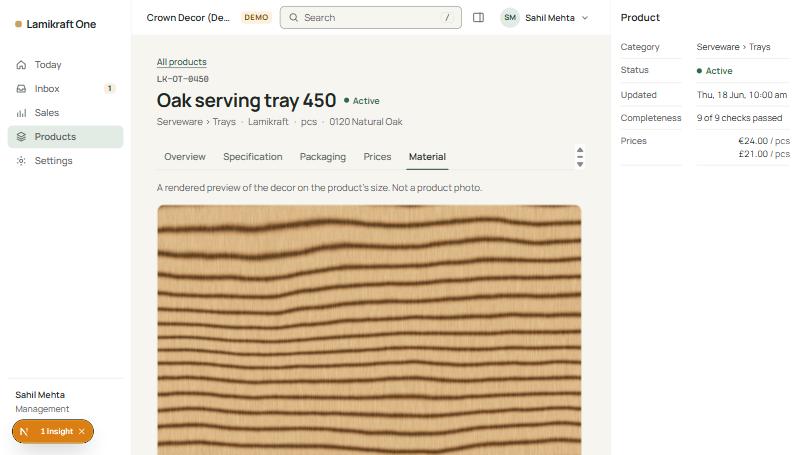 Lamikraft One
Today
Inbox 1
Sales
Products
Settings
Sahil Mehta
Management
N 1 Insight ×
Crown Decor (De... DEMO Search / SM Sahil Mehta
All products
LK-OT-0450
Oak serving tray 450 Active
Serveware › Trays · Lamikraft · pcs · 0120 Natural Oak
Overview Specification Packaging Prices Material
A rendered preview of the decor on the product's size. Not a product photo.
Product
Category Serveware › Trays
Status Active
Updated Thu, 18 Jun, 10:00 am
Completeness 9 of 9 checks passed
Prices €24.00 / pcs
£21.00 / pcs